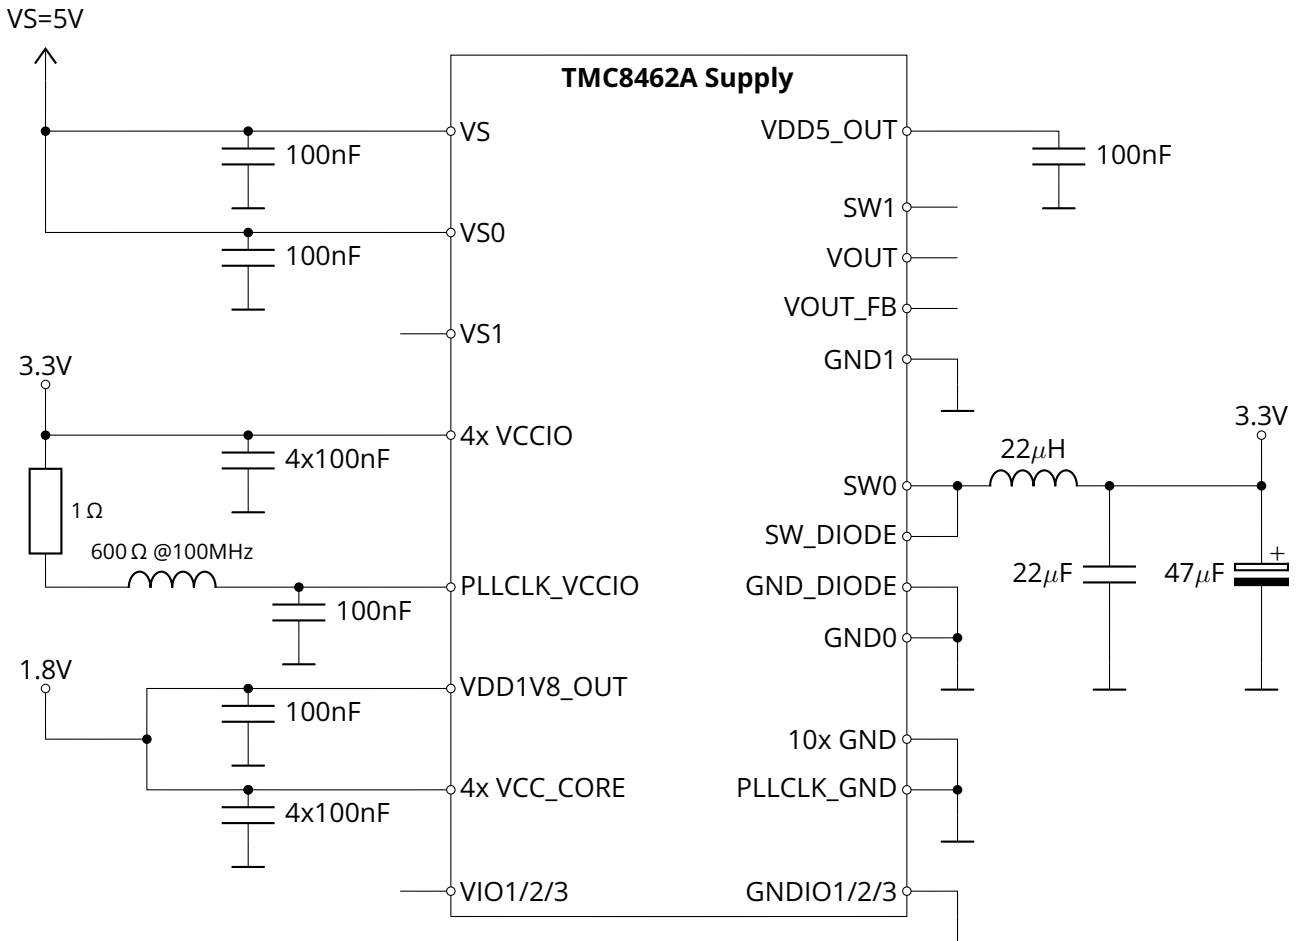 VS=5V
TMC8462A Supply
VS
100nF
VDD5_OUT
100nF
SW1
VS0
100nF
VOUT
VOUT_FB
VS1
GND1
3.3V
4x VCCIO
4x100nF
3.3V
22μH
SW0
1 Ω
SW_DIODE
600 Ω @100MHz
PLLCLK_VCCIO
100nF
GND_DIODE
22μF
47μF
+
GND0
1.8V
VDD1V8_OUT
100nF
10x GND
4x VCC_CORE
4x100nF
PLLCLK_GND
VIO1/2/3
GNDIO1/2/3